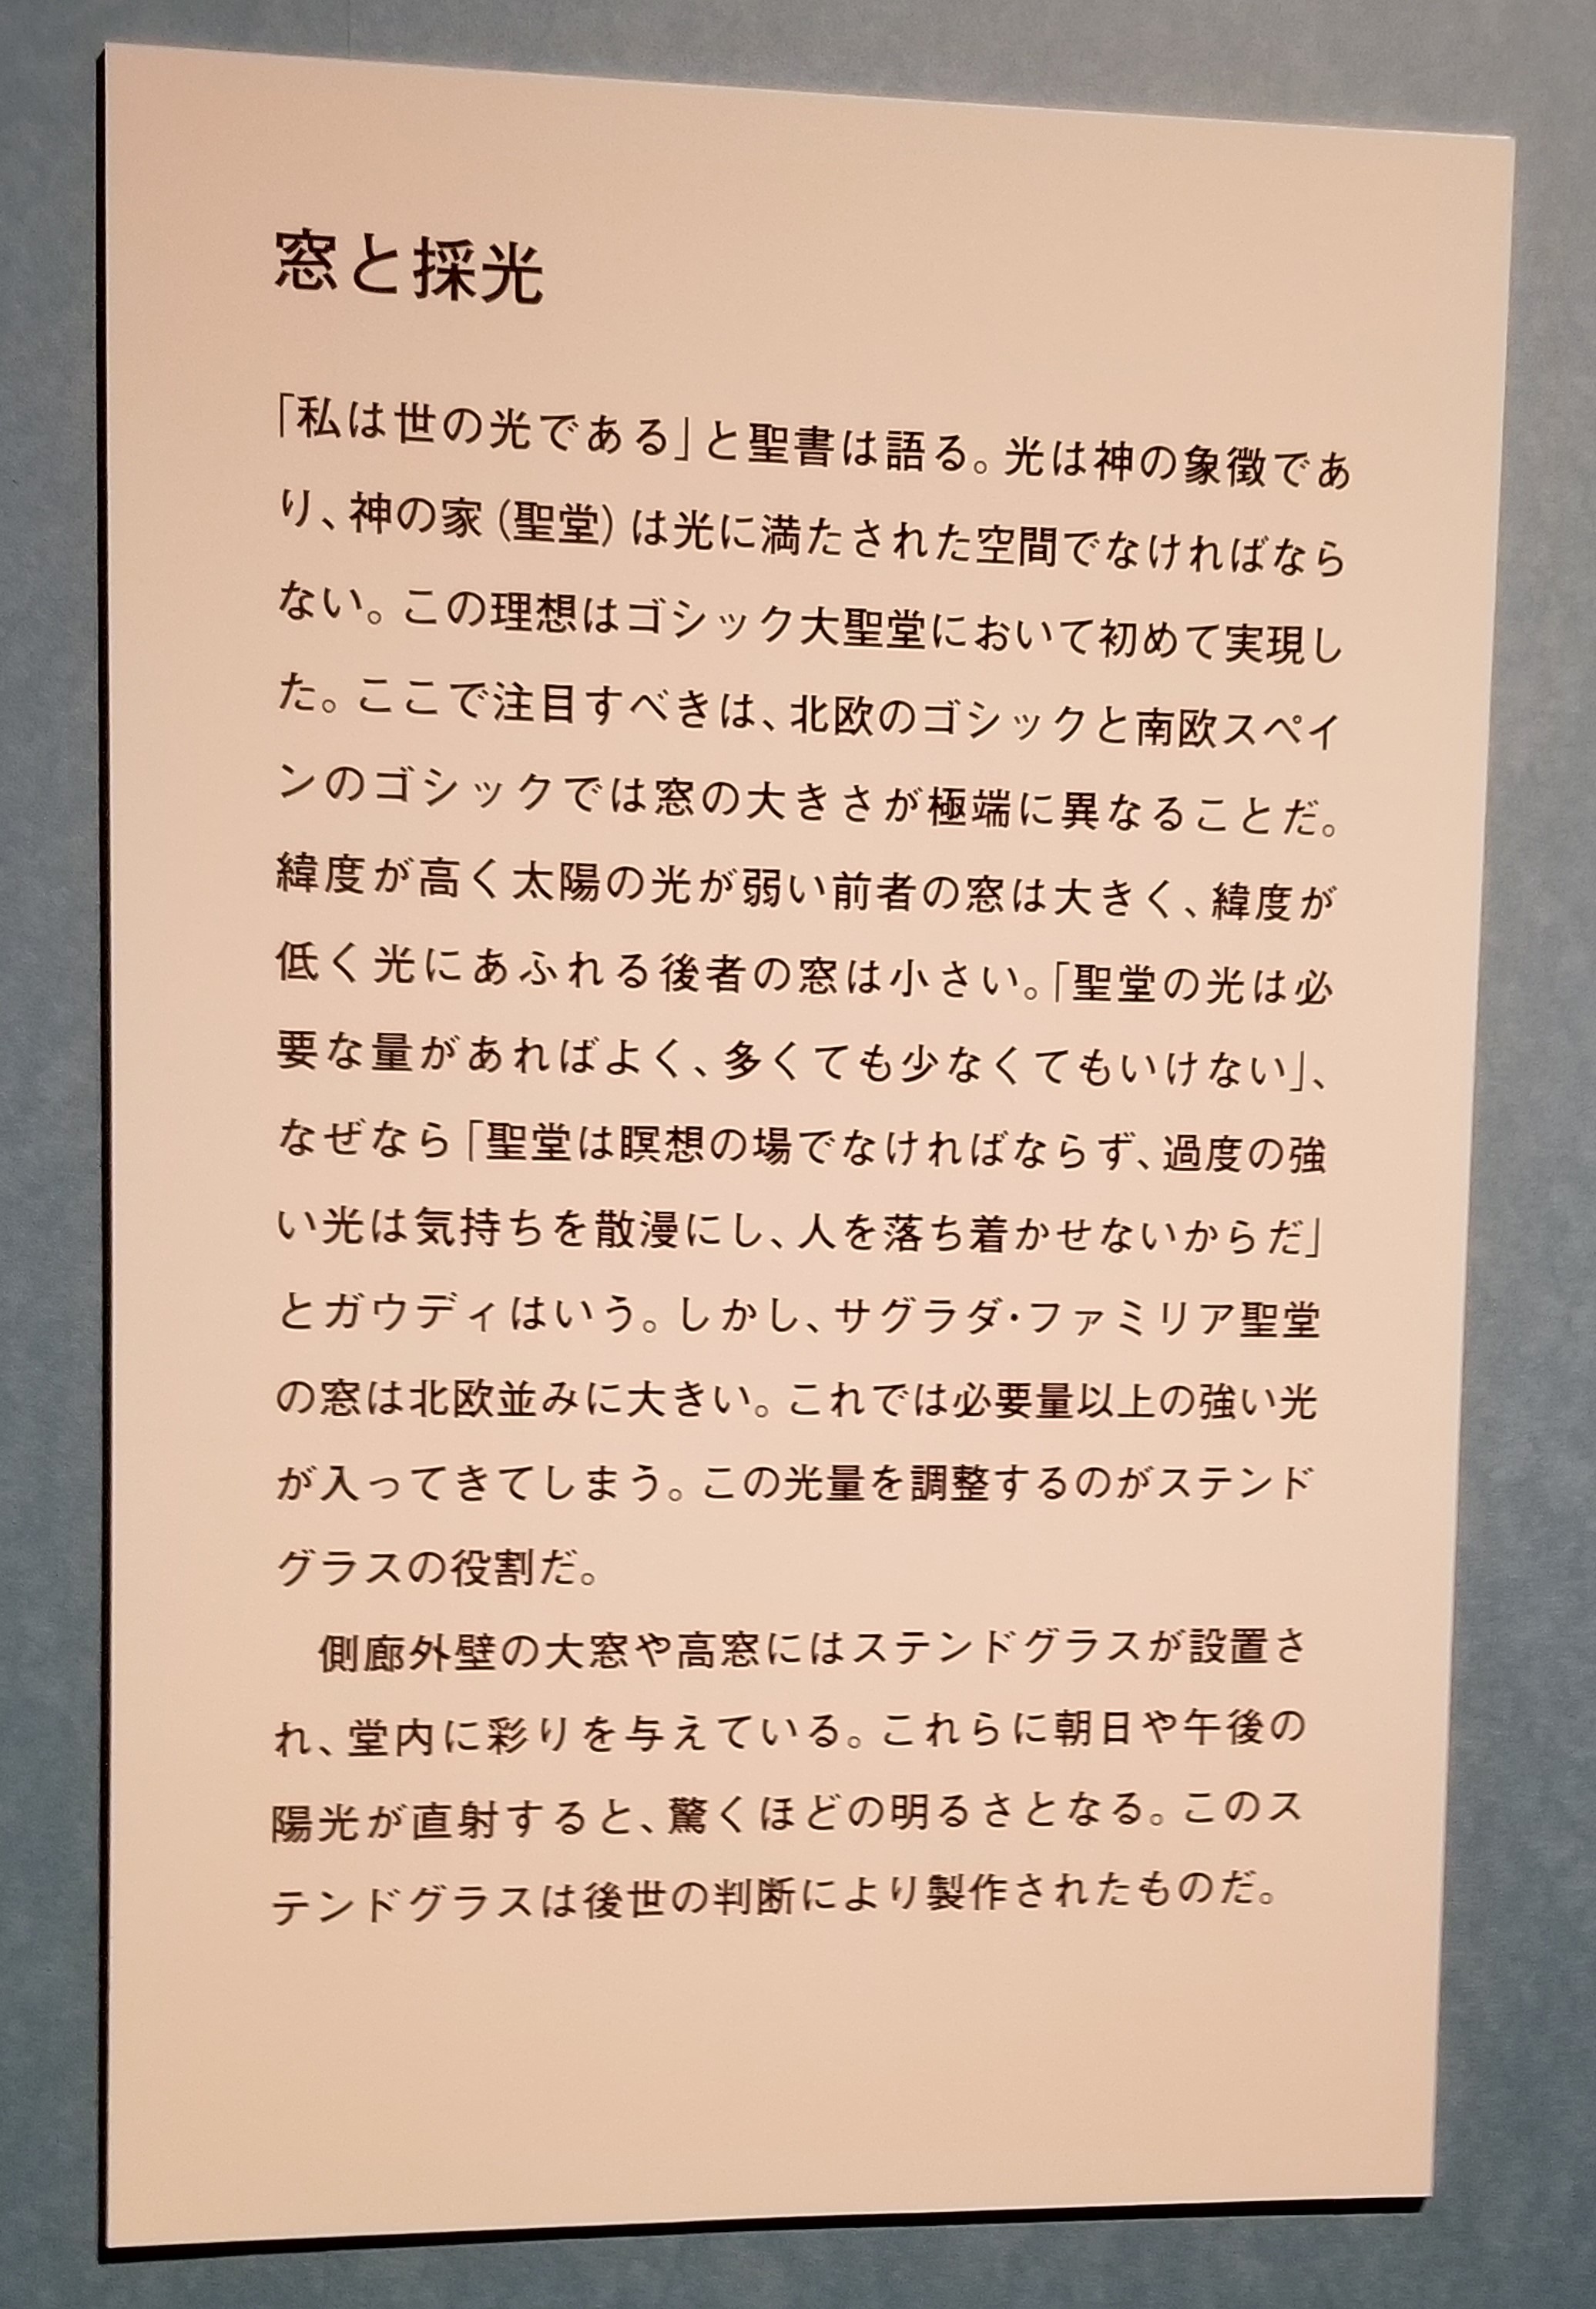 窓と採光
「私は世の光である」と聖書は語る。光は神の象徴であ
り、神の家（聖堂）は光に満たされた空間でなければなら
ない。この理想はゴシック大聖堂において初めて実現し
た。ここで注目すべきは、北欧のゴシックと南欧スペイ
ンのゴシックでは窓の大きさが極端に異なることだ。
緯度が高く太陽の光が弱い前者の窓は大きく、緯度が
低く光にあふれる後者の窓は小さい。「聖堂の光は必
要な量があればよく、多くても少なくてもいけない」、
なぜなら「聖堂は瞑想の場でなければならず、過度の強
い光は気持ちを散漫にし、人を落ち着かせないからだ」
とガウディはいう。しかし、サグラダ・ファミリア聖堂
の窓は北欧並みに大きい。これでは必要量以上の強い光
が入ってきてしまう。この光量を調整するのがステンド
グラスの役割だ。
　側廊外壁の大窓や高窓にはステンドグラスが設置さ
れ、堂内に彩りを与えている。これらに朝日や午後の
陽光が直射すると、驚くほどの明るさとなる。このス
テンドグラスは後世の判断により製作されたものだ。